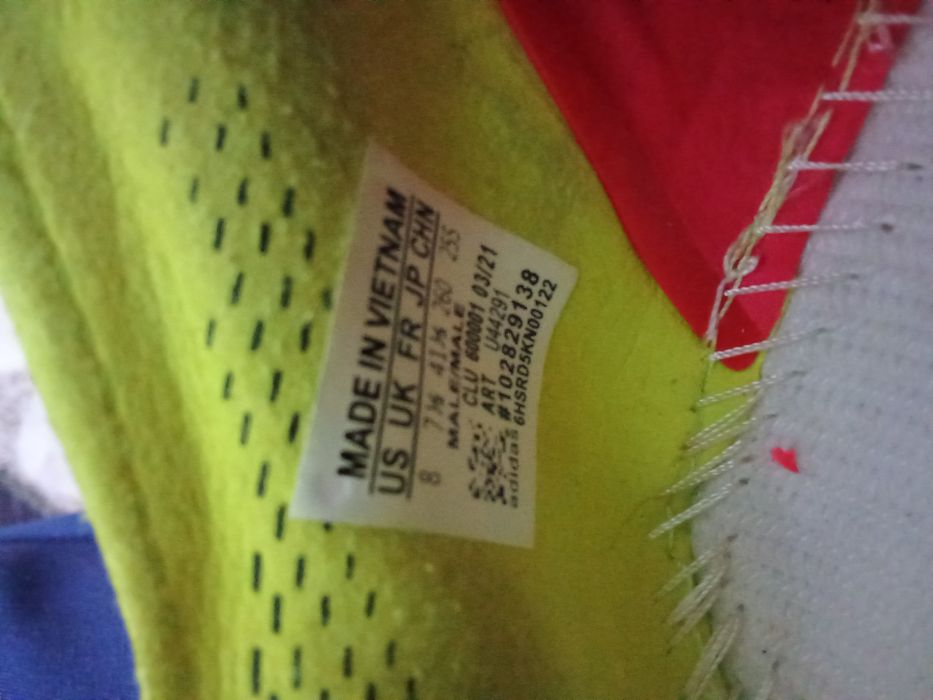 MADE IN VIETNAM
US UK FR JP CHN
8 7½ 41⅓ 260 255
MALE/MALE
CLU 600001 03/21
ART U44291
#102829138
adidas 6HSRD5KN00122